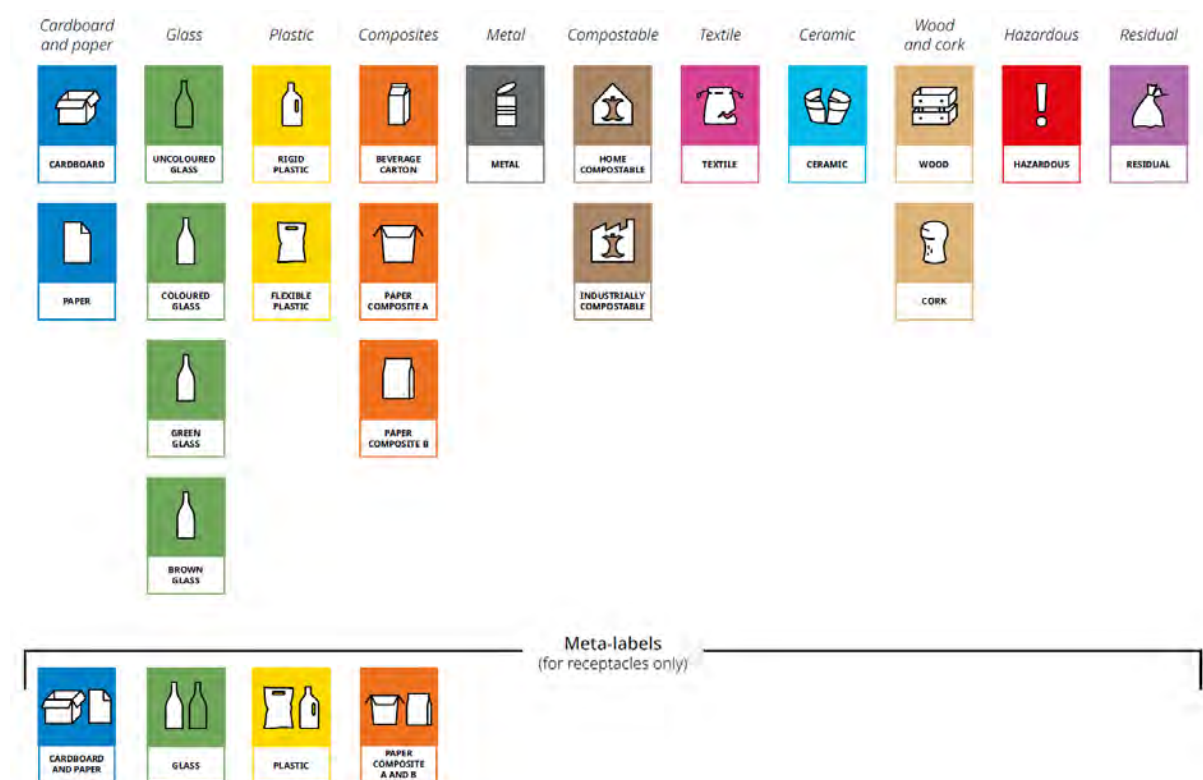 Cardboard
and paper
Glass
Plastic
Composites
Metal
Compostable
Textile
Ceramic
Wood
and cork
Hazardous
Residual
CARDBOARD
UNCOLOURED
GLASS
RIGID
PLASTIC
BEVERAGE
CARTON
METAL
HOME
COMPOSTABLE
TEXTILE
CERAMIC
WOOD
HAZARDOUS
RESIDUAL
PAPER
COLOURED
GLASS
FLEXIBLE
PLASTIC
PAPER
COMPOSITE A
INDUSTRIALLY
COMPOSTABLE
CORK
GREEN
GLASS
PAPER
COMPOSITE B
BROWN
GLASS
Meta-labels
(for receptacles only)
CARDBOARD
AND PAPER
GLASS
PLASTIC
PAPER
COMPOSITE
A AND B